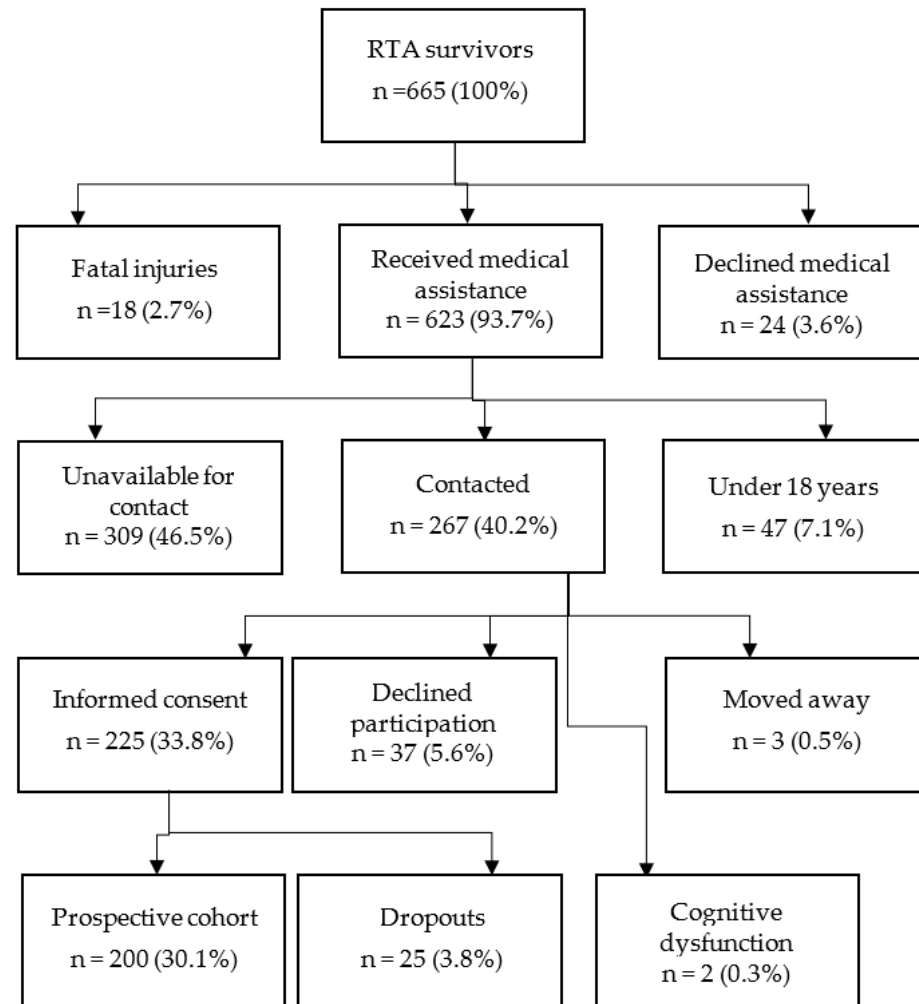 RTA survivors
n =665 (100%)
Fatal injuries
n =18 (2.7%)
Received medical
assistance
n = 623 (93.7%)
Declined medical
assistance
n = 24 (3.6%)
Unavailable for
contact
n = 309 (46.5%)
Contacted
n = 267 (40.2%)
Under 18 years
n = 47 (7.1%)
Informed consent
n = 225 (33.8%)
Declined
participation
n = 37 (5.6%)
Moved away
n = 3 (0.5%)
Prospective cohort
n = 200 (30.1%)
Dropouts
n = 25 (3.8%)
Cognitive
dysfunction
n = 2 (0.3%)